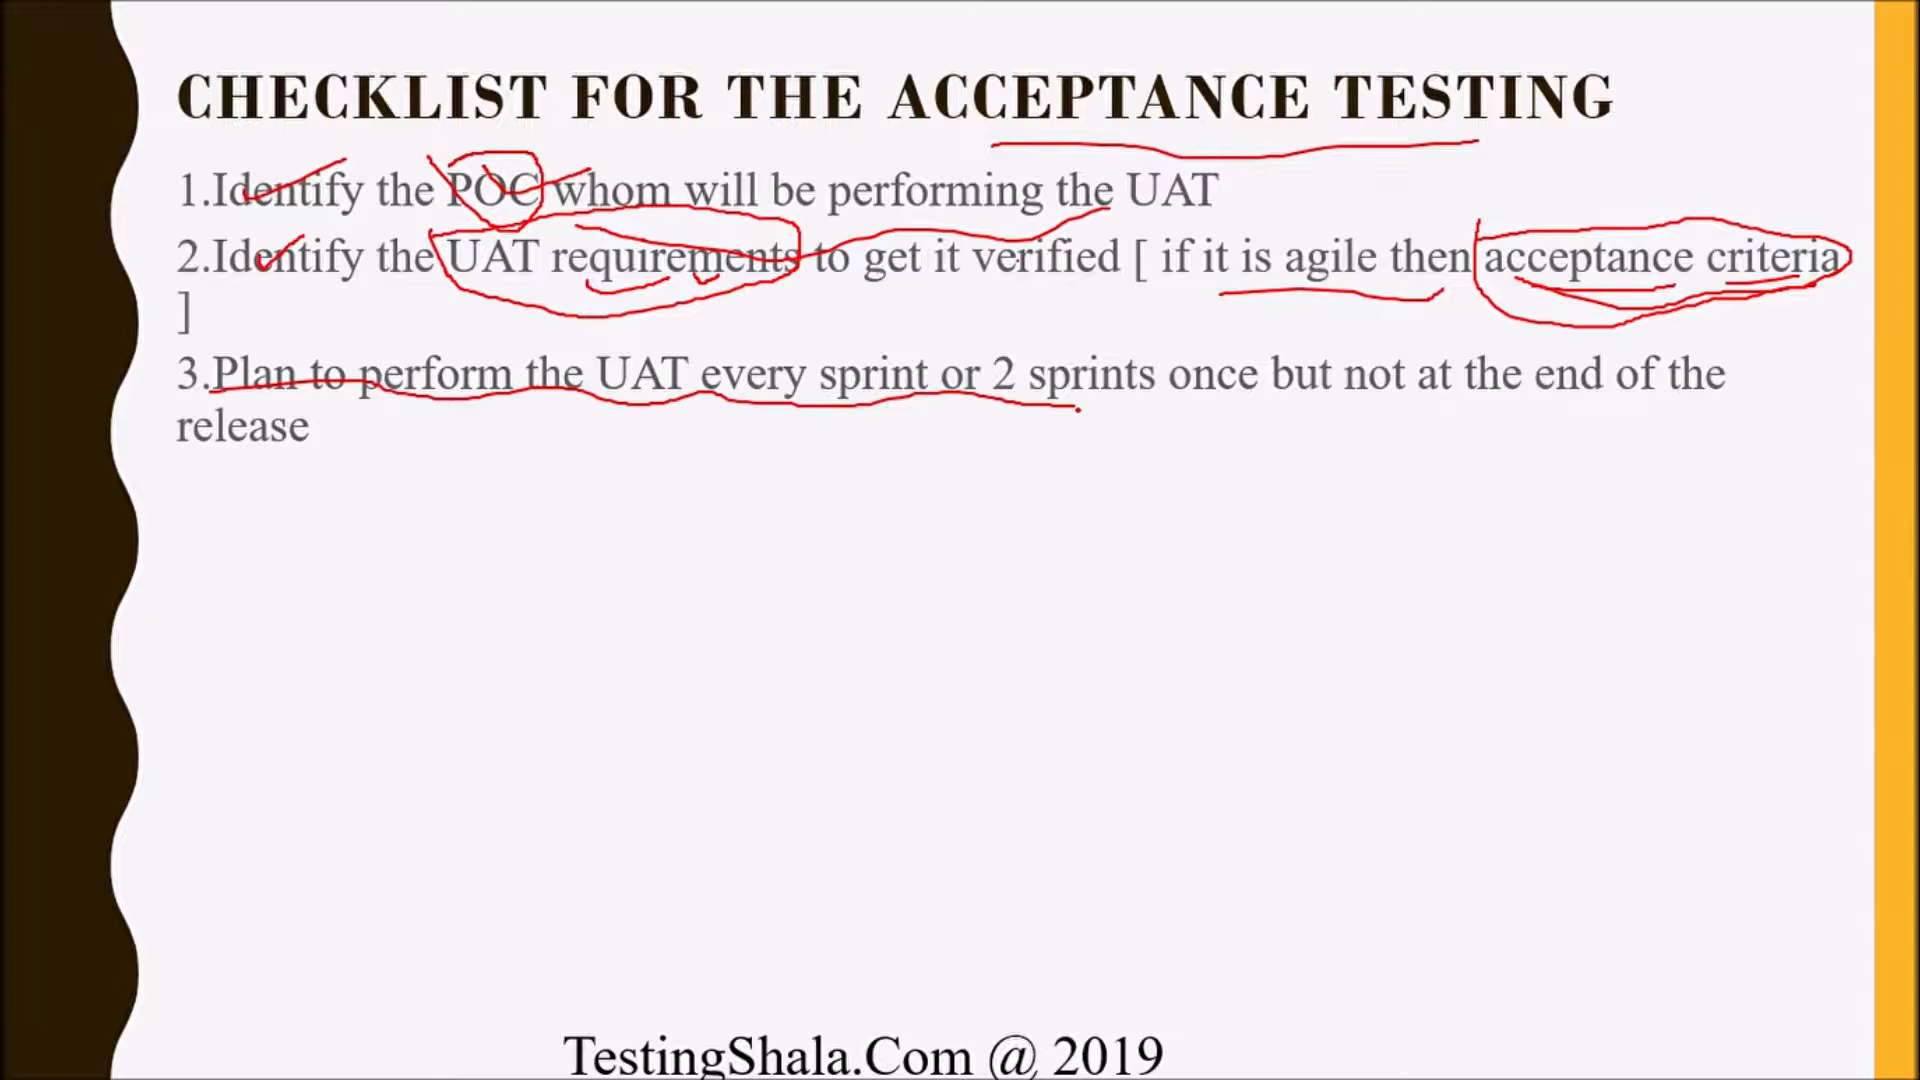 CHECKLIST FOR THE ACCEPTANCE TESTING
1.Identify the POC whom will be performing the UAT
2.Identify the UAT requirements to get it verified [ if it is agile then acceptance criteria
]
3.Plan to perform the UAT every sprint or 2 sprints once but not at the end of the
release
TestingShala.Com @ 2019